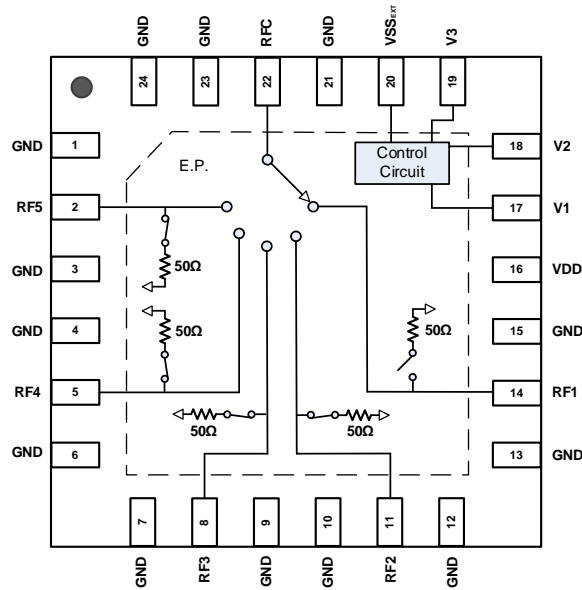 GND
GND
RFC
GND
VSSEXT
V3
24
23
22
21
20
19
GND
1
18
V2
E.P.
Control
Circuit
RF5
2
17
V1
GND
3
50Ω
16
VDD
GND
4
50Ω
50Ω
15
GND
RF4
5
14
RF1
50Ω
50Ω
GND
6
13
GND
7
8
9
10
11
12
GND
RF3
GND
GND
RF2
GND